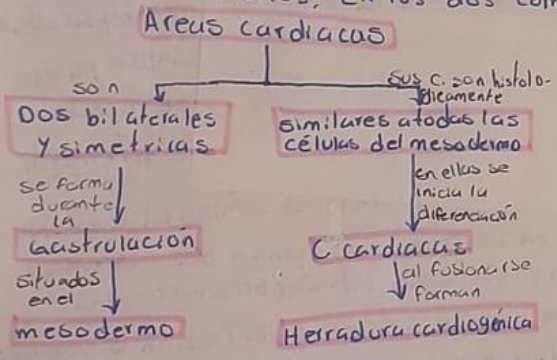 Areas cardiacas
son
Dos bilaterales
y simetricas
se forma
durante
la
Gastrulación
situados
en el
mesodermo
sus c. son histolo-
gicamente
similares a todas las
células del mesodermo
en ellas se
inicia la
diferenciación
C cardiacas
al fusionarse
forman
Herradura cardiogénica